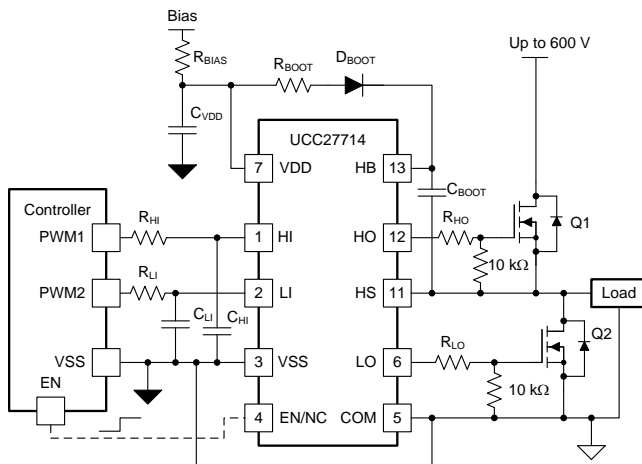 Bias
RBIAS
RBOOT
DBOOT
Up to 600 V
CVDD
UCC27714
7
VDD
HB
13
Controller
CBOOT
RHI
RHO
Q1
PWM1
1
HI
HO
12
10 kΩ
RLI
PWM2
2
LI
HS
11
Load
CLI
CHI
Q2
RLO
VSS
3
VSS
LO
6
10 kΩ
EN
4
EN/NC
COM
5